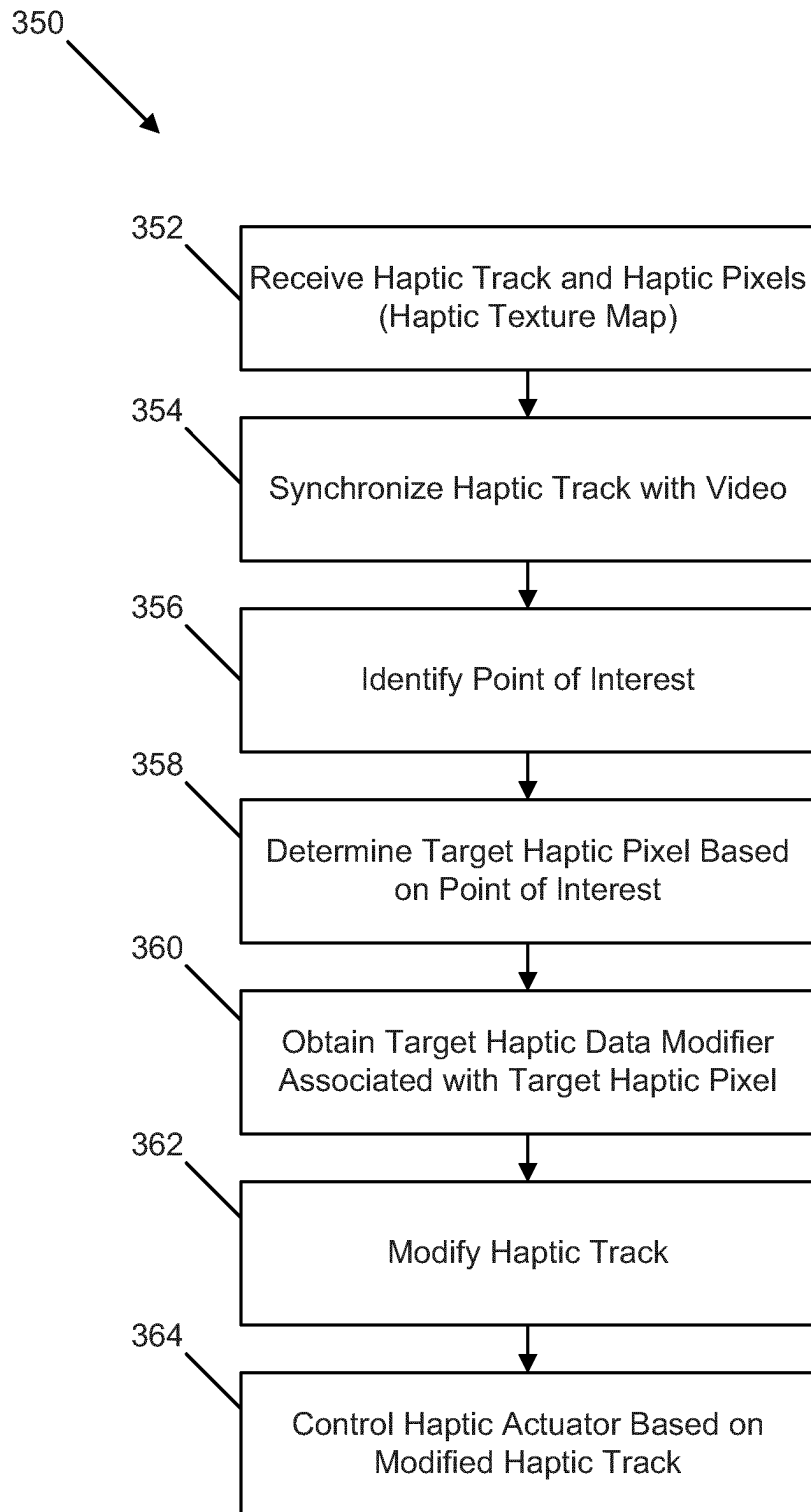 350
352
Receive Haptic Track and Haptic Pixels
(Haptic Texture Map)
354
Synchronize Haptic Track with Video
356
Identify Point of Interest
358
Determine Target Haptic Pixel Based
on Point of Interest
360
Obtain Target Haptic Data Modifier
Associated with Target Haptic Pixel
362
Modify Haptic Track
364
Control Haptic Actuator Based on
Modified Haptic Track